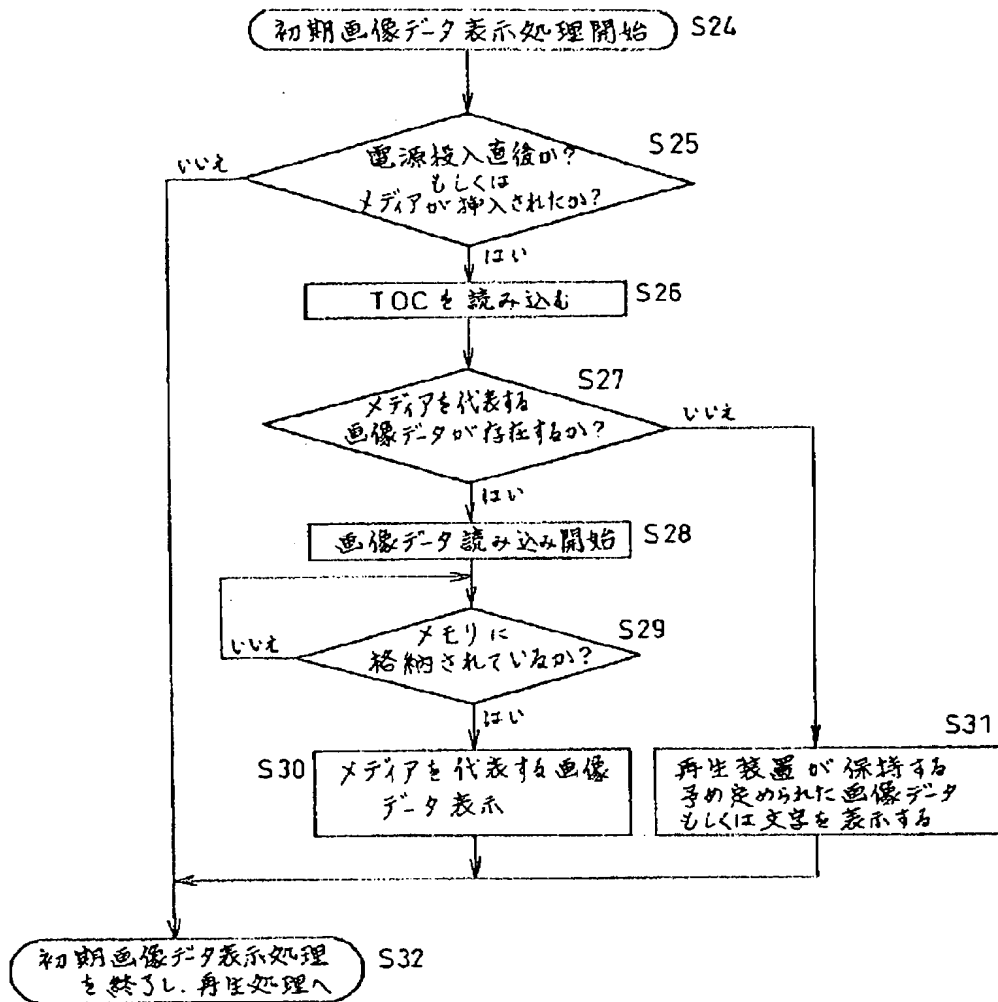 初期画像データ表示処理開始 S24
電源投入直後か?
もしくは
メディアが挿入されたか?
S25
いいえ
はい
TOCを読み込む S26
S27
メディアを代表する
画像データが存在するか?
いいえ
はい
画像データ読み込み開始 S28
メモリに
格納されているか?
S29
いいえ
はい
S30
メディアを代表する画像
データ表示
S31
再生装置が保持する
予め定められた画像データ
もしくは文字を表示する
初期画像データ表示処理
を終了し、再生処理へ
S32